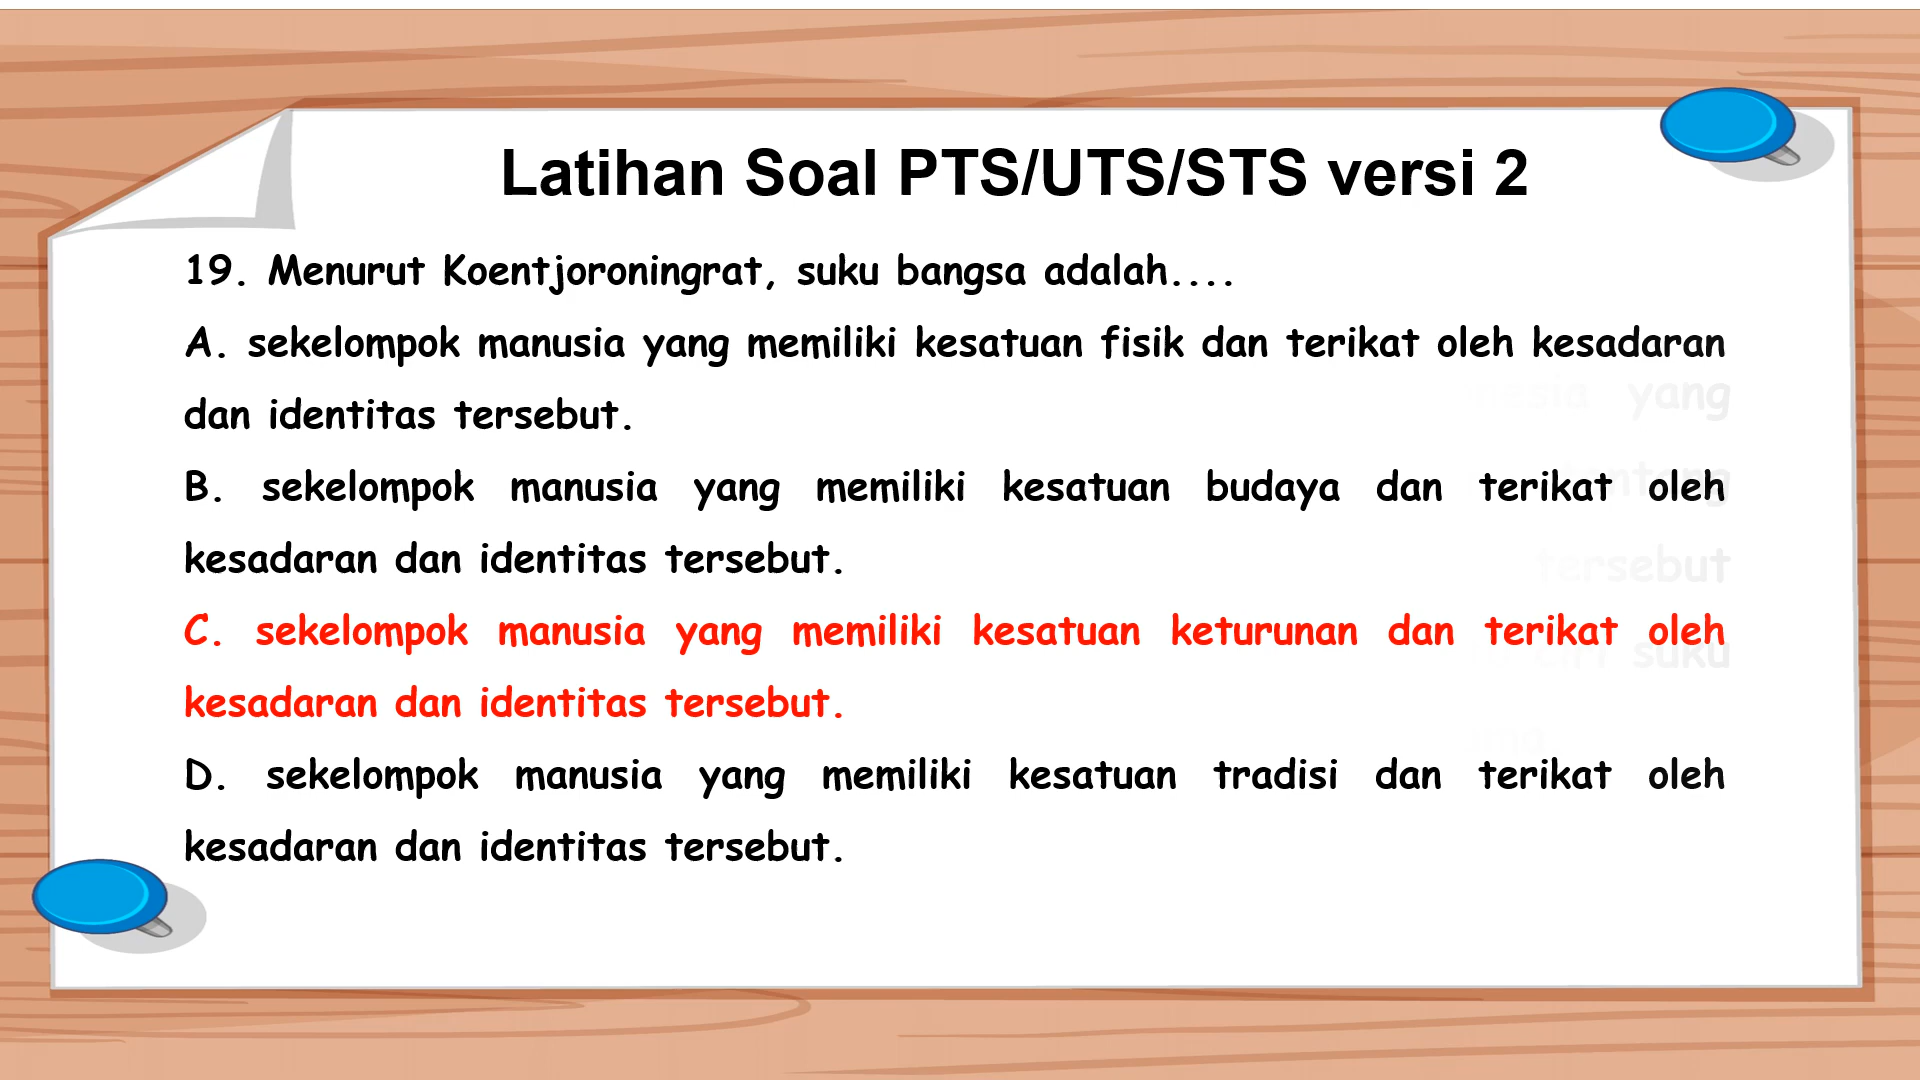 Latihan Soal PTS/UTS/STS versi 2
19. Menurut Koentjoroningrat, suku bangsa adalah....
A. sekelompok manusia yang memiliki kesatuan fisik dan terikat oleh kesadaran
dan identitas tersebut.
yang
B. sekelompok manusia yang memiliki kesatuan budaya dan terikat oleh
kesadaran dan identitas tersebut.
tersebut
C. sekelompok manusia yang memiliki kesatuan keturunan dan terikat oleh
suku
kesadaran dan identitas tersebut.
D. sekelompok manusia yang memiliki kesatuan tradisi dan terikat oleh
kesadaran dan identitas tersebut.